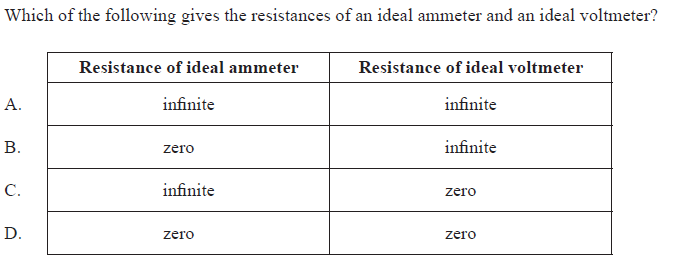 Which of the following gives the resistances of an ideal ammeter and an ideal voltmeter?
Resistance of ideal ammeter Resistance of ideal voltmeter
A. infinite infinite
B. zero infinite
C. infinite zero
D. zero zero